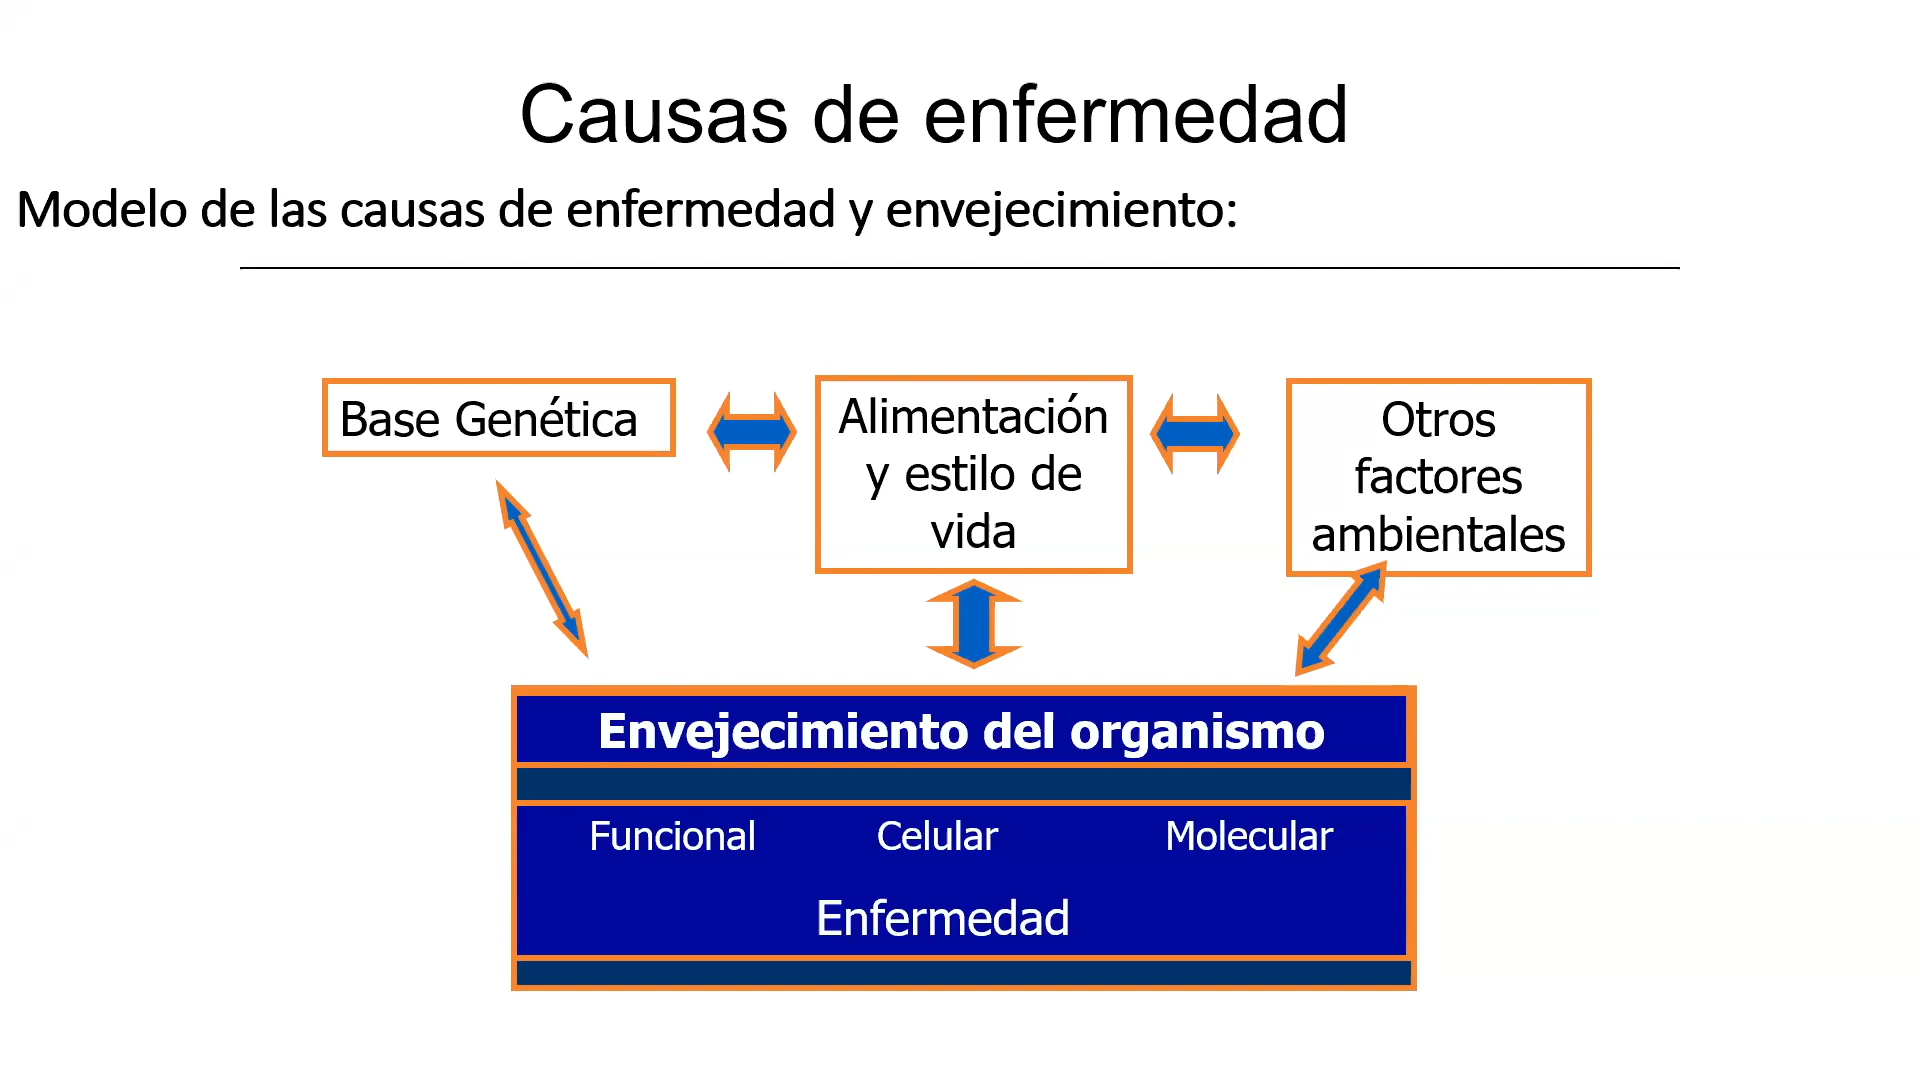 Causas de enfermedad
Modelo de las causas de enfermedad y envejecimiento:
Base Genética
Alimentación
y estilo de
vida
Otros
factores
ambientales
Envejecimiento del organismo
Funcional Celular Molecular
Enfermedad